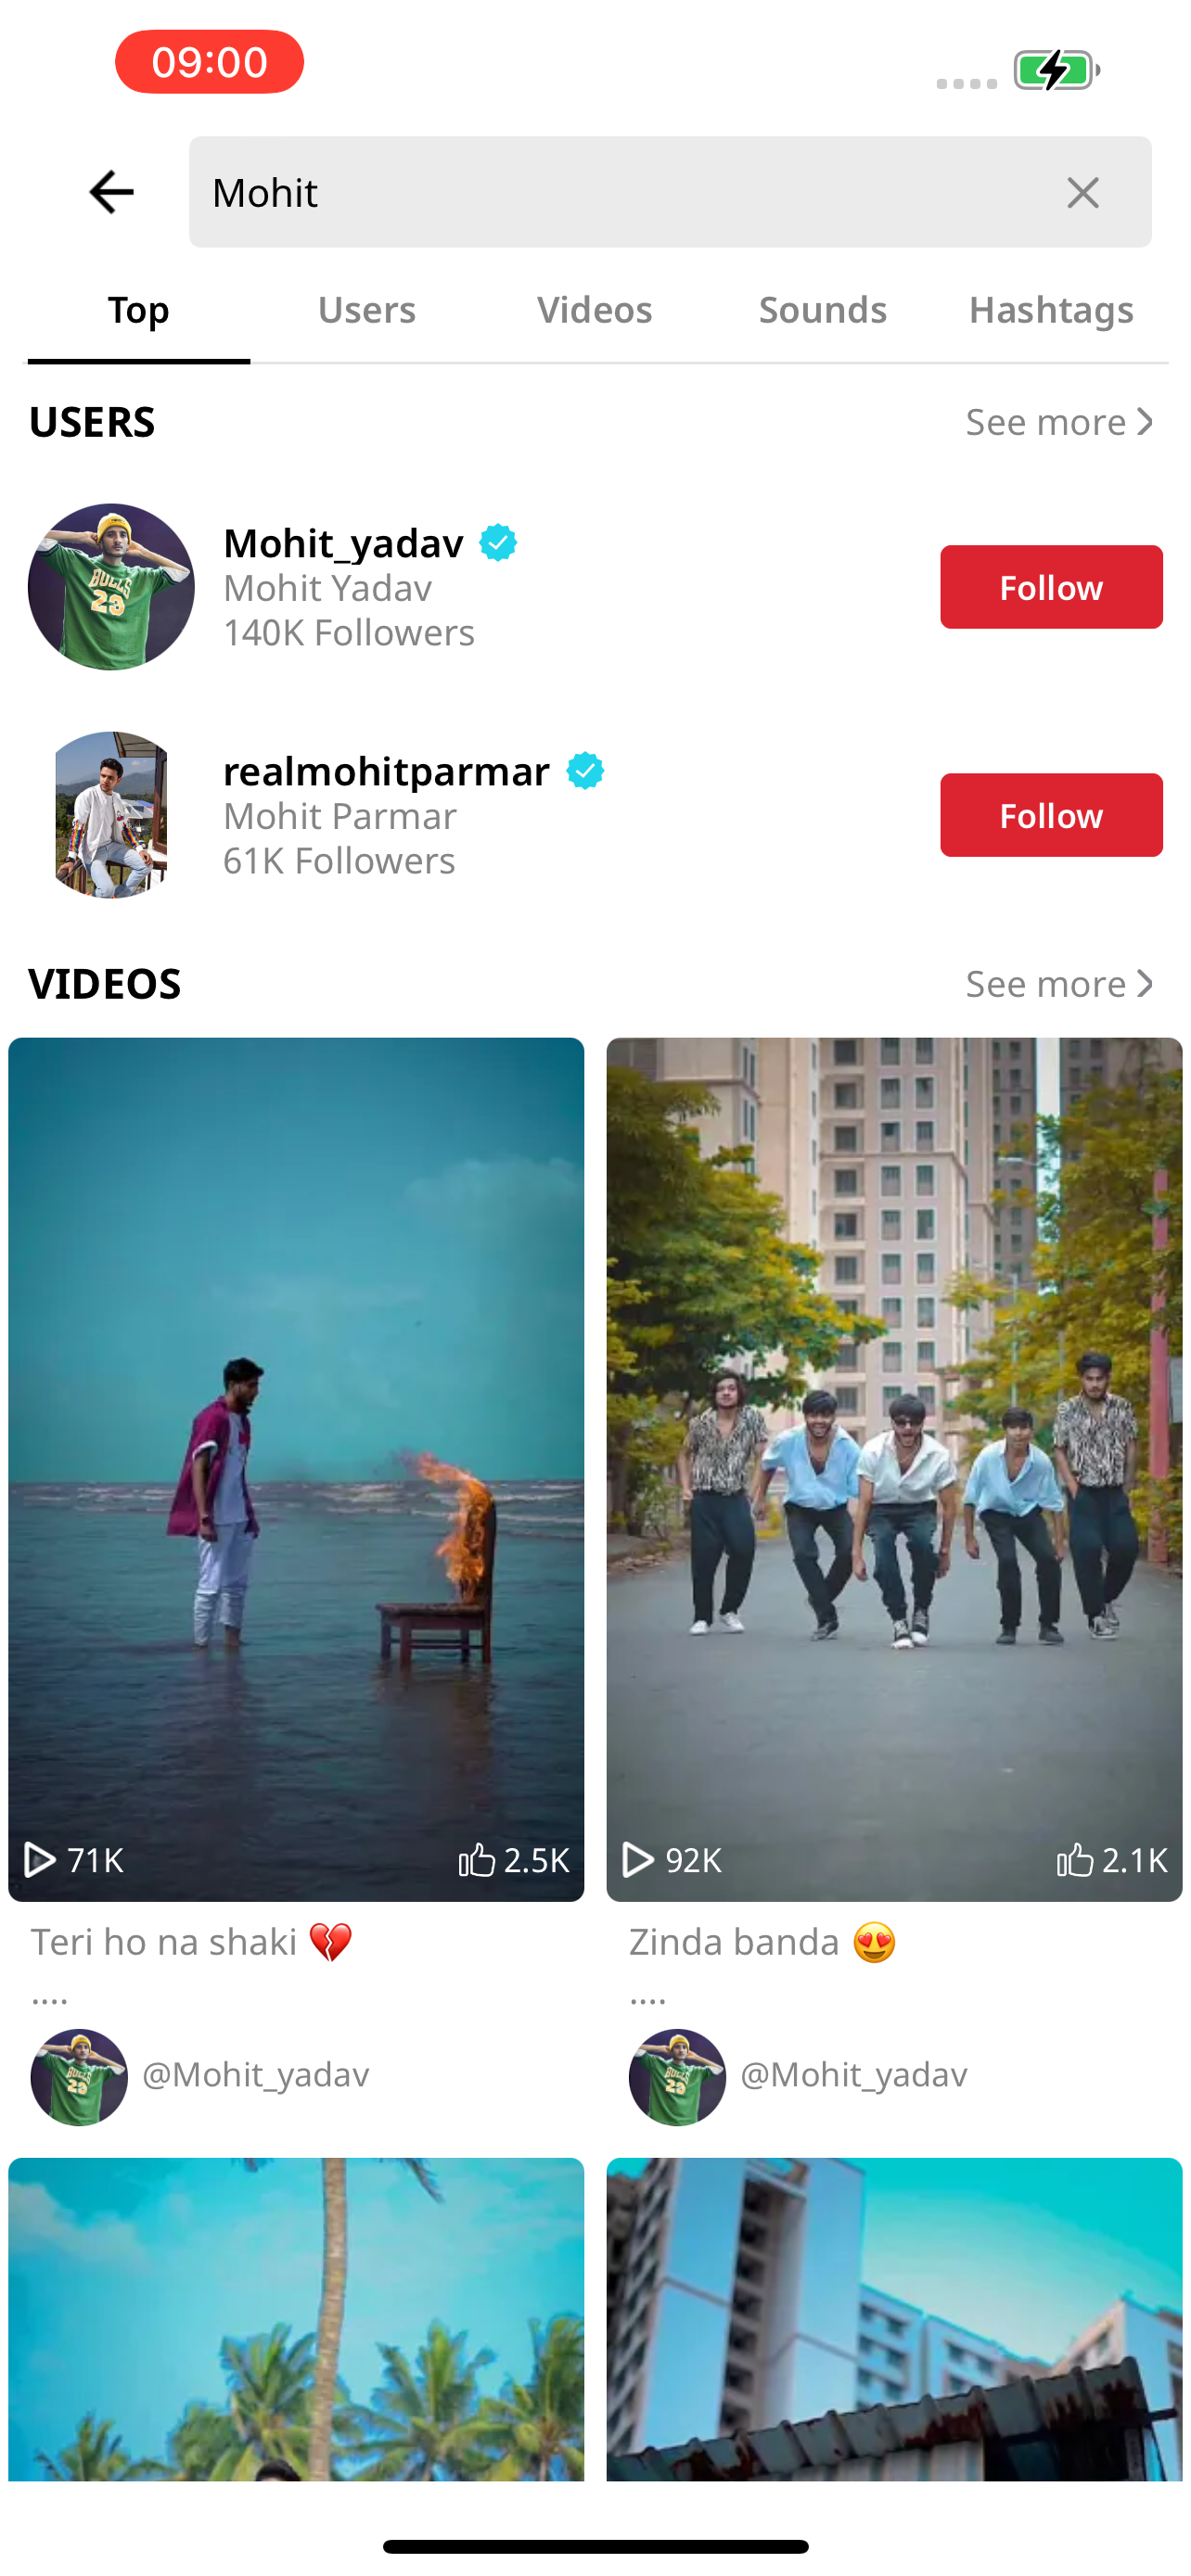 09:00
Mohit
Top Users Videos Sounds Hashtags
USERS See more
Mohit_yadav
Mohit Yadav
140K Followers
Follow
BULLS
23
realmohitparmar
Mohit Parmar
61K Followers
Follow
VIDEOS See more
71K 2.5K
92K 2.1K
Teri ho na shaki 💔
....
@Mohit_yadav
Zinda banda 😍
....
@Mohit_yadav